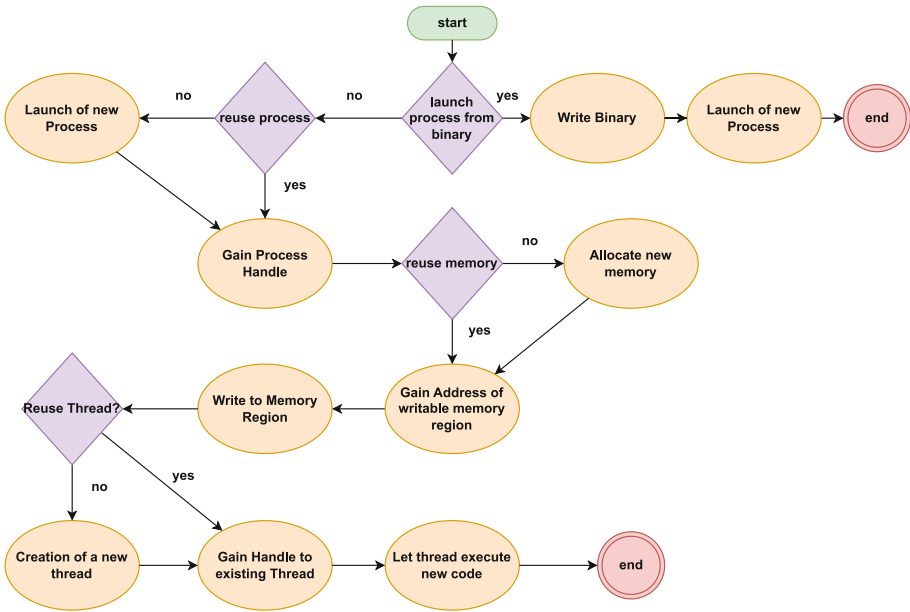 start
no
no
yes
Launch of new
Process
reuse process
launch
process from
binary
Write Binary
Launch of new
Process
end
yes
Gain Process
Handle
reuse memory
no
Allocate new
memory
yes
Reuse Thread?
Write to Memory
Region
Gain Address of
writable memory
region
no
yes
Creation of a new
thread
Gain Handle to
existing Thread
Let thread execute
new code
end